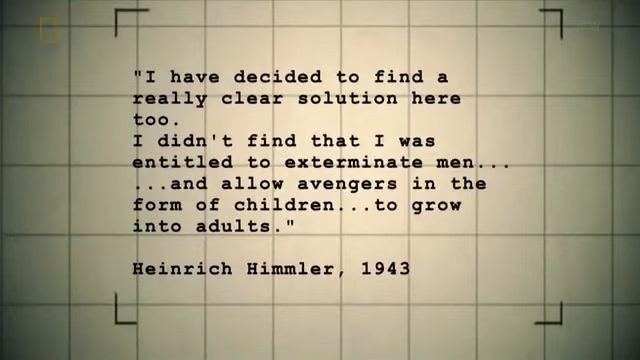 "I have decided to find a
really clear solution here
too.
I didn't find that I was
entitled to exterminate men...
...and allow avengers in the
form of children...to grow
into adults."
Heinrich Himmler, 1943